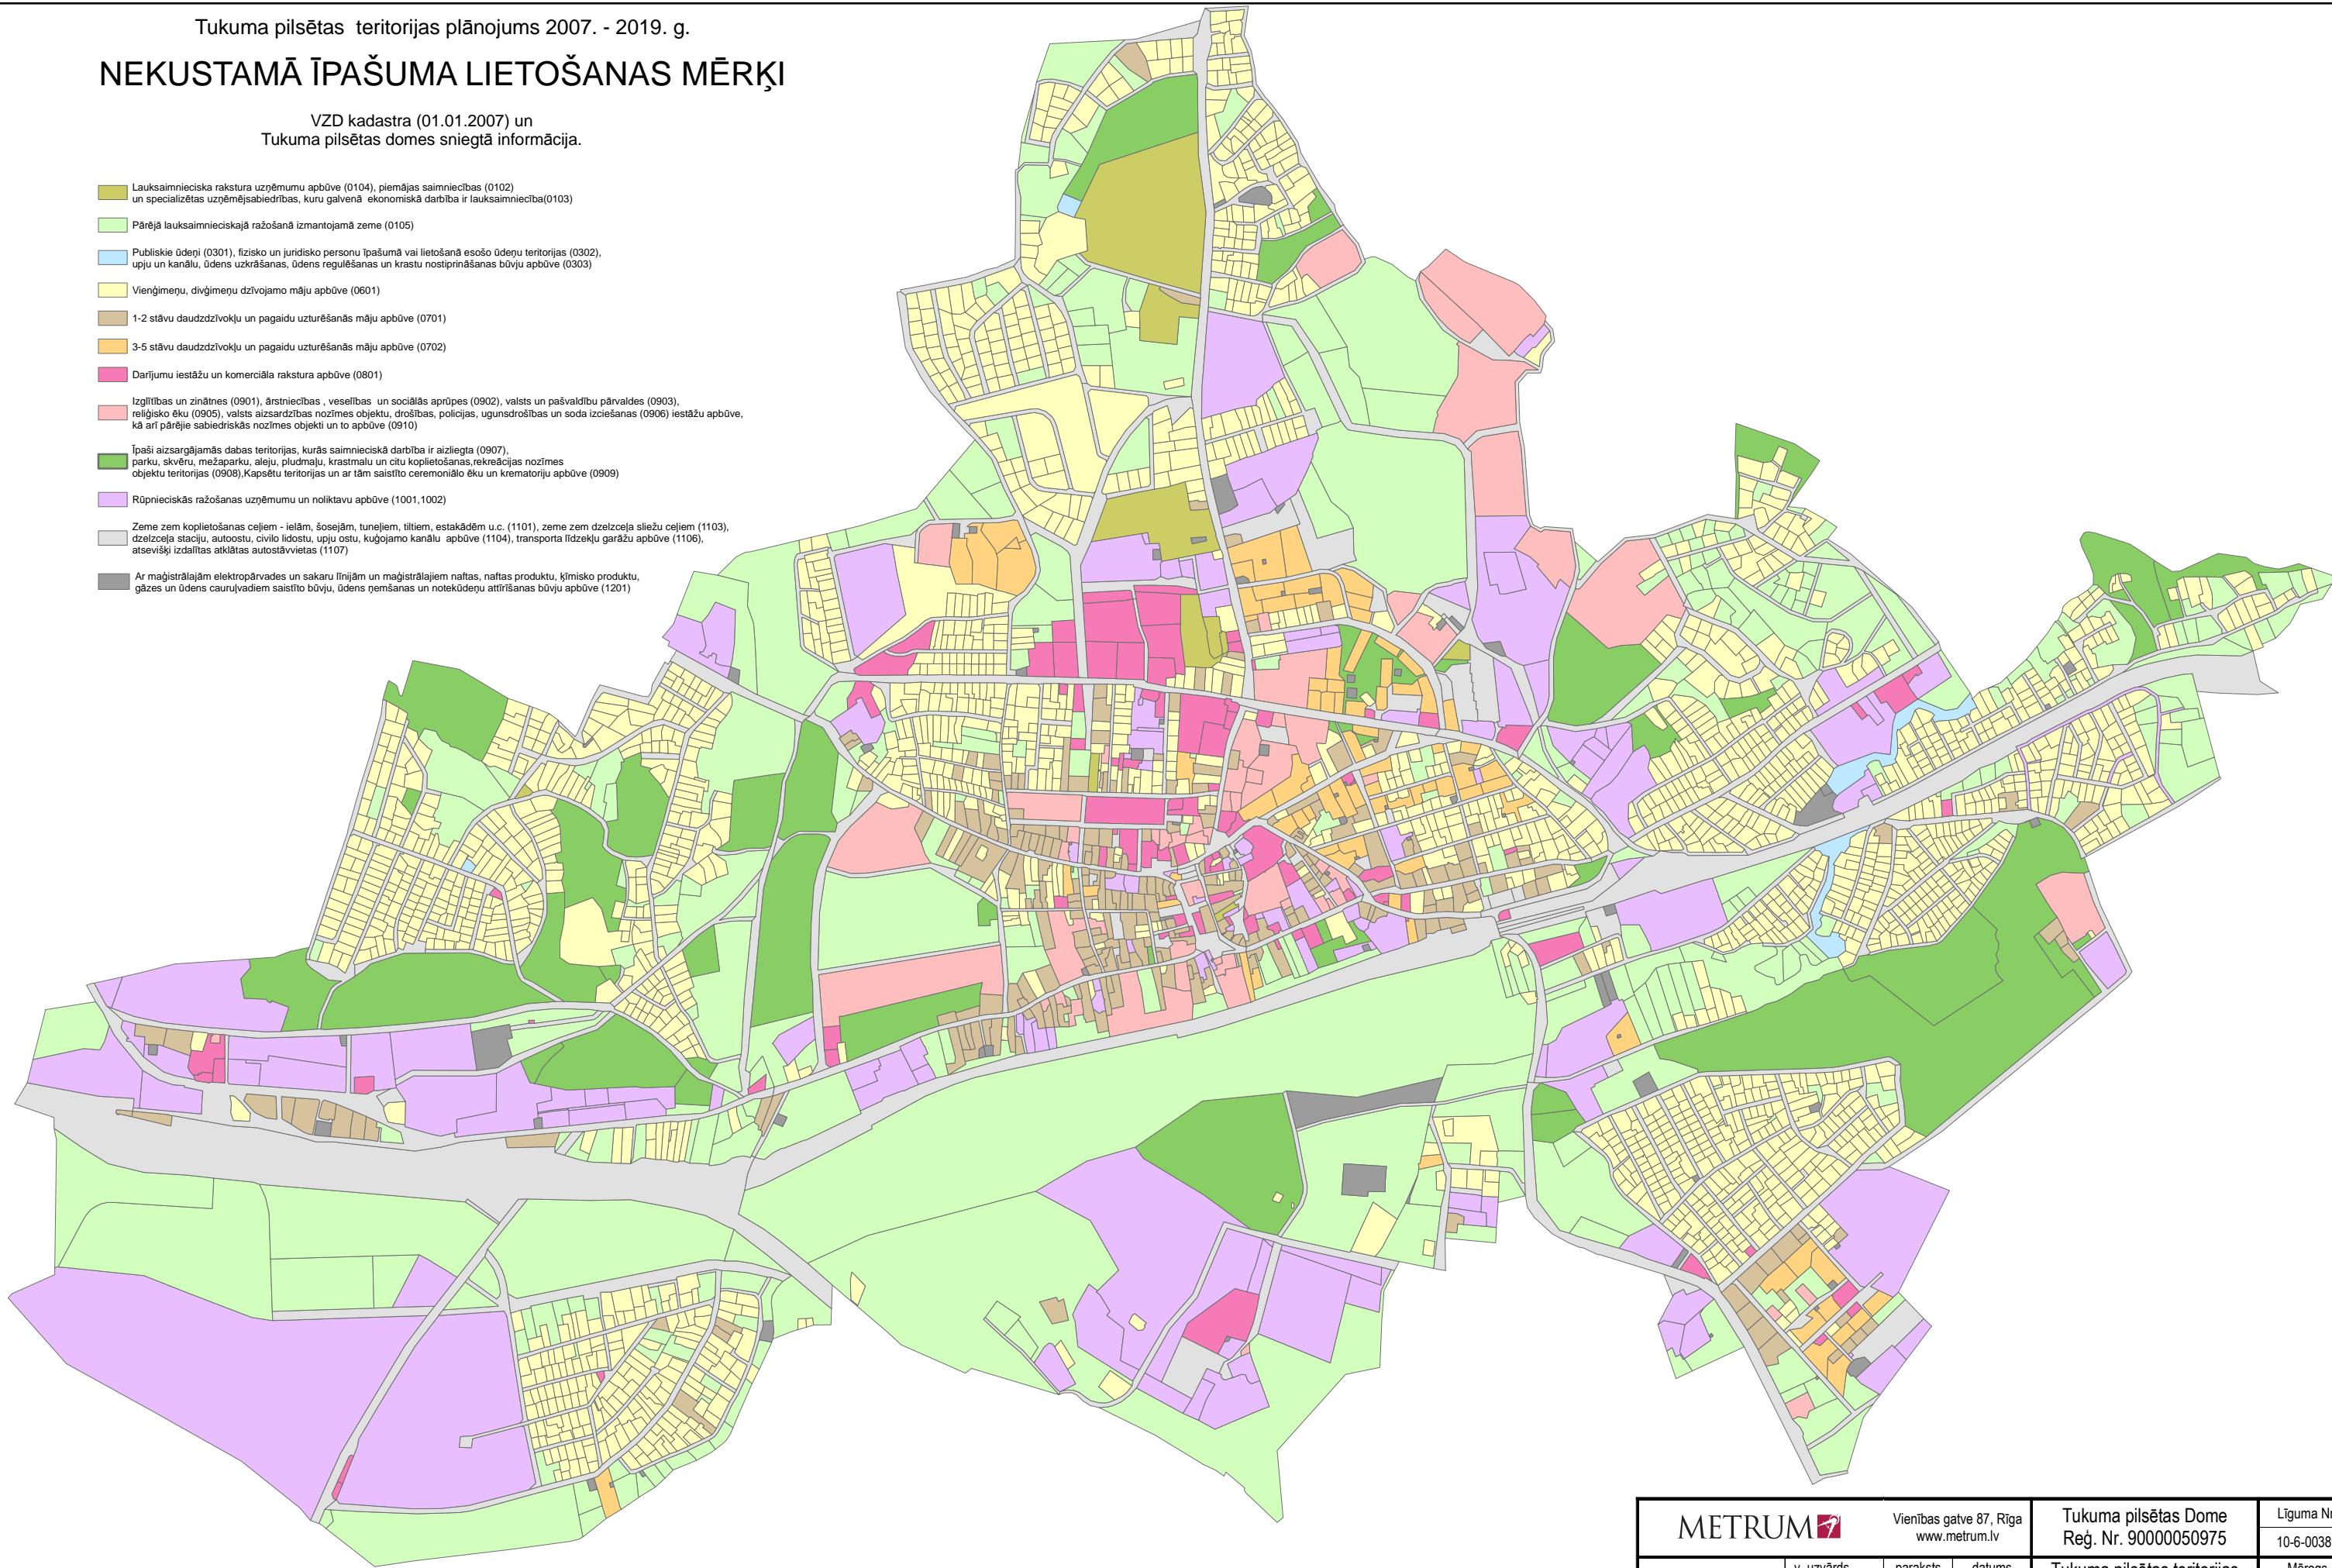 Tukuma pilsētas teritorijas plānojums 2007. - 2019. g.
NEKUSTAMĀ ĪPAŠUMA LIETOŠANAS MĒRĶI
VZD kadastra (01.01.2007) un
Tukuma pilsētas domes sniegtā informācija.
Lauksaimnieciska rakstura uzņēmumu apbūve (0104), piemājas saimniecības (0102)
un specializētas uzņēmējsabiedrības, kuru galvenā ekonomiskā darbība ir lauksaimniecība(0103)
Pārējā lauksaimnieciskajā ražošanā izmantojamā zeme (0105)
Publiskie ūdeņi (0301), fizisko un juridisko personu īpašumā vai lietošanā esošo ūdeņu teritorijas (0302),
upju un kanālu, ūdens uzkrāšanas, ūdens regulēšanas un krastu nostiprināšanas būvju apbūve (0303)
Vienģimeņu, divģimeņu dzīvojamo māju apbūve (0601)
1-2 stāvu daudzdzīvokļu un pagaidu uzturēšanās māju apbūve (0701)
3-5 stāvu daudzdzīvokļu un pagaidu uzturēšanās māju apbūve (0702)
Darījumu iestāžu un komerciāla rakstura apbūve (0801)
Izglītības un zinātnes (0901), ārstniecības , veselības un sociālās aprūpes (0902), valsts un pašvaldību pārvaldes (0903),
reliģisko ēku (0905), valsts aizsardzības nozīmes objektu, drošības, policijas, ugunsdrošības un soda izciešanas (0906) iestāžu apbūve,
kā arī pārējie sabiedriskās nozīmes objekti un to apbūve (0910)
Īpaši aizsargājamās dabas teritorijas, kurās saimnieciskā darbība ir aizliegta (0907),
parku, skvēru, mežaparku, aleju, pludmaļu, krastmalu un citu koplietošanas,rekreācijas nozīmes
objektu teritorijas (0908),Kapsētu teritorijas un ar tām saistīto ceremoniālo ēku un krematoriju apbūve (0909)
Rūpnieciskās ražošanas uzņēmumu un noliktavu apbūve (1001,1002)
Zeme zem koplietošanas ceļiem - ielām, šosejām, tuneļiem, tiltiem, estakādēm u.c. (1101), zeme zem dzelzceļa sliežu ceļiem (1103),
dzelzceļa staciju, autoostu, civilo lidostu, upju ostu, kuģojamo kanālu apbūve (1104), transporta līdzekļu garāžu apbūve (1106),
atsevišķi izdalītas atklātas autostāvvietas (1107)
Ar maģistrālajām elektropārvades un sakaru līnijām un maģistrālajiem naftas, naftas produktu, ķīmisko produktu,
gāzes un ūdens cauruļvadiem saistīto būvju, ūdens ņemšanas un notekūdeņu attīrīšanas būvju apbūve (1201)
METRUM
Vienības gatve 87, Rīga
www.metrum.lv
Tukuma pilsētas Dome
Reģ. Nr. 90000050975
Līguma Nr
10-6-0038
v. uzvārds paraksts datums
Tukuma pilsētas teritorijas
Mērogs